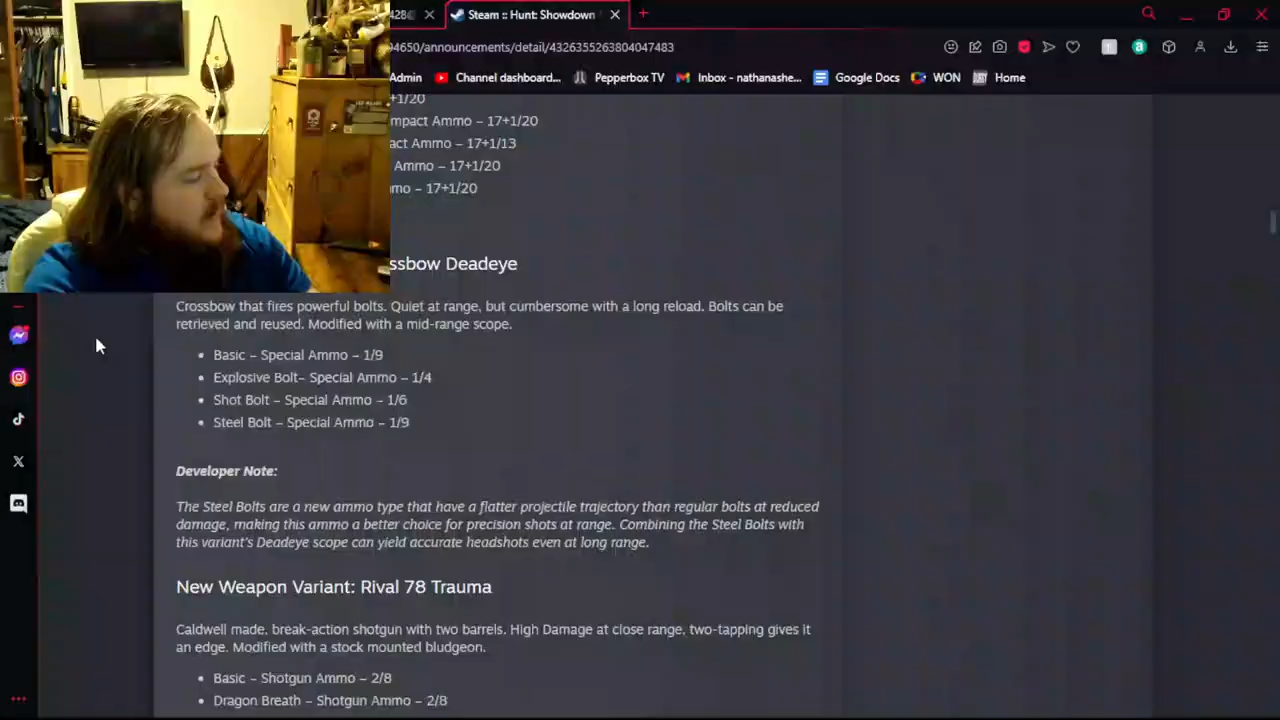 428@
Steam :: Hunt: Showdown
94650/announcements/detail/4326355263804047483
Admin
Channel dashboard...
Pepperbox TV
Inbox - nathanashe...
Google Docs
WON
Home
+1/20
mpact Ammo – 17+1/20
act Ammo – 17+1/13
Ammo – 17+1/20
mo – 17+1/20
ssbow Deadeye
Crossbow that fires powerful bolts. Quiet at range, but cumbersome with a long reload. Bolts can be
retrieved and reused. Modified with a mid-range scope.
• Basic – Special Ammo – 1/9
• Explosive Bolt– Special Ammo – 1/4
• Shot Bolt – Special Ammo – 1/6
• Steel Bolt – Special Ammo – 1/9
Developer Note:
The Steel Bolts are a new ammo type that have a flatter projectile trajectory than regular bolts at reduced
damage, making this ammo a better choice for precision shots at range. Combining the Steel Bolts with
this variant's Deadeye scope can yield accurate headshots even at long range.
New Weapon Variant: Rival 78 Trauma
Caldwell made, break-action shotgun with two barrels. High Damage at close range, two-tapping gives it
an edge. Modified with a stock mounted bludgeon.
• Basic – Shotgun Ammo – 2/8
• Dragon Breath – Shotgun Ammo – 2/8